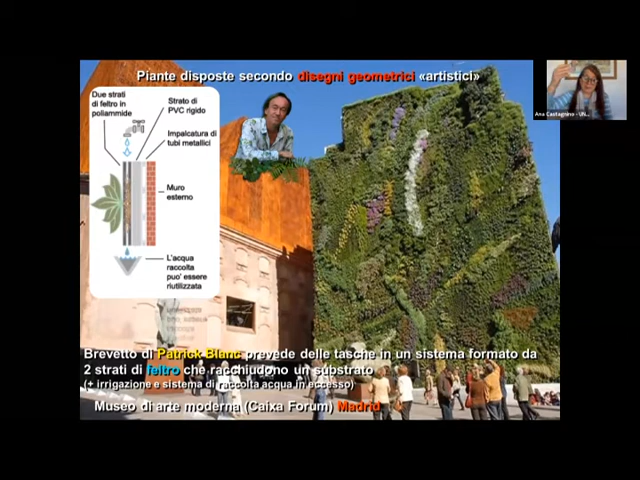 Piante disposte secondo disegni geometrici «artistici»
Due strati
di feltro in
poliammide
Strato di
PVC rigido
Impalcatura di
tubi metallici
Muro
esterno
L'acqua
raccolta
puo' essere
riutilizzata
Ana Castagnino - UN...
Brevetto di Patrick Blanc prevede delle tasche in un sistema formato da
2 strati di feltro che racchiudono un substrato
(+ irrigazione e sistema di raccolta acqua in eccesso)
Museo di arte moderna (Caixa Forum) Madrid